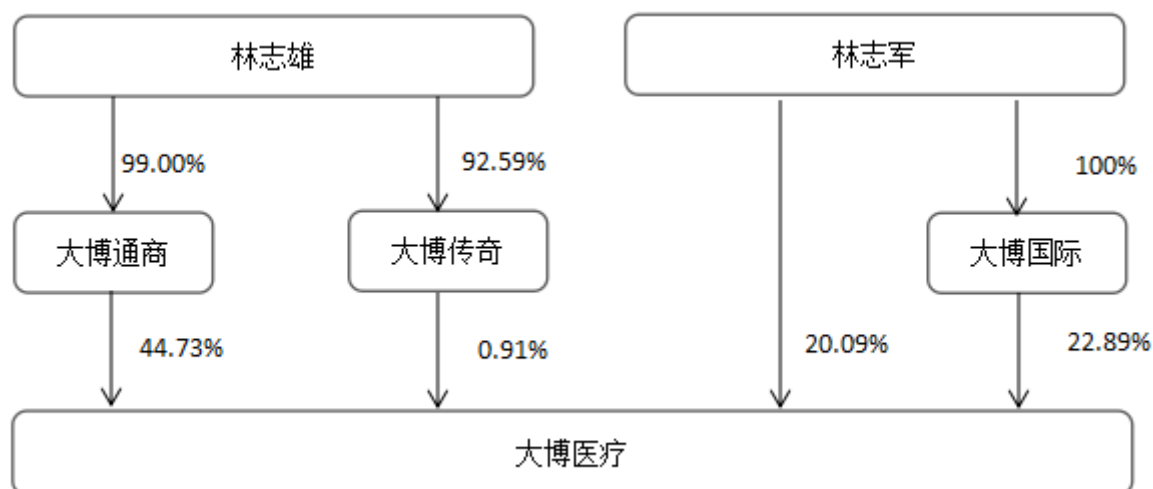 林志雄
林志军
99.00%
92.59%
100%
大博通商
大博传奇
大博国际
44.73%
0.91%
20.09%
22.89%
大博医疗